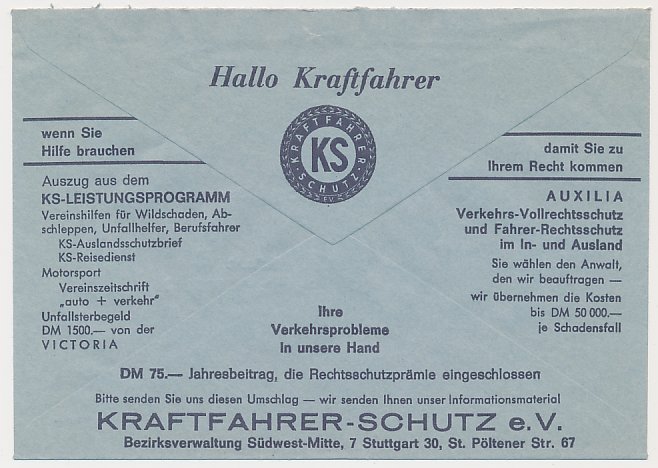 Hallo Kraftfahrer
KRAFTFAHRER
KS
SCHUTZ
E.V.
wenn Sie
Hilfe brauchen
Auszug aus dem
KS-LEISTUNGSPROGRAMM
Vereinshilfen für Wildschaden, Ab-
schleppen, Unfallhelfer, Berufsfahrer
KS-Auslandsschutzbrief
KS-Reisedienst
Motorsport
Vereinszeitschrift
„auto + verkehr"
Unfallsterbegeld
DM 1500.— von der
VICTORIA
damit Sie zu
Ihrem Recht kommen
AUXILIA
Verkehrs-Vollrechtsschutz
und Fahrer-Rechtsschutz
im In- und Ausland
Sie wählen den Anwalt,
den wir beauftragen —
wir übernehmen die Kosten
bis DM 50 000.—
je Schadensfall
Ihre
Verkehrsprobleme
in unsere Hand
DM 75.— Jahresbeitrag, die Rechtsschutzprämie eingeschlossen
Bitte senden Sie uns diesen Umschlag — wir senden Ihnen unser Informationsmaterial
KRAFTFAHRER-SCHUTZ e.V.
Bezirksverwaltung Südwest-Mitte, 7 Stuttgart 30, St. Pöltener Str. 67